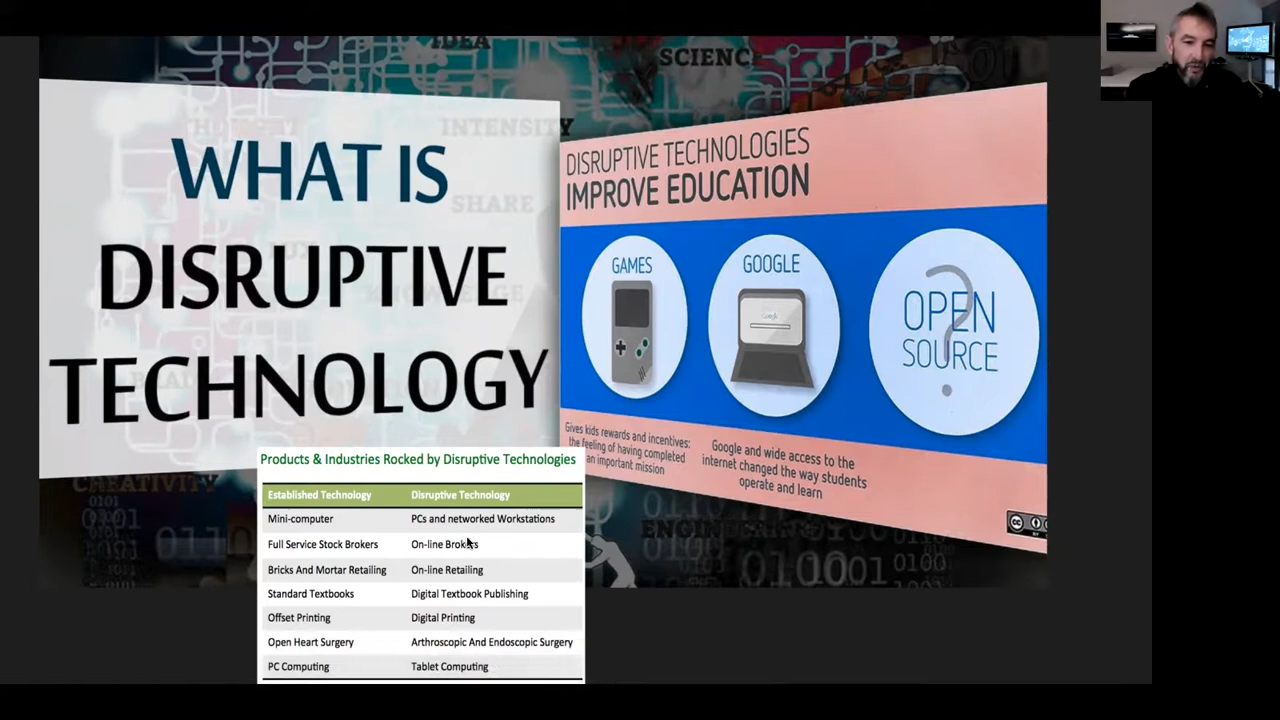 IDEA
SCIENCE
THOUGHT
INTENSITY
SHARE
WHAT IS
DISRUPTIVE
TECHNOLOGY
DISRUPTIVE TECHNOLOGIES
IMPROVE EDUCATION
GAMES
GOOGLE
Google
OPEN
SOURCE
?
Gives kids rewards and incentives:
the feeling of having completed
an important mission
Google and wide access to the
internet changed the way students
operate and learn
CREATIVITY
Products & Industries Rocked by Disruptive Technologies
Established Technology Disruptive Technology
Mini-computer PCs and networked Workstations
Full Service Stock Brokers On-line Brokers
Bricks And Mortar Retailing On-line Retailing
Standard Textbooks Digital Textbook Publishing
Offset Printing Digital Printing
Open Heart Surgery Arthroscopic And Endoscopic Surgery
PC Computing Tablet Computing